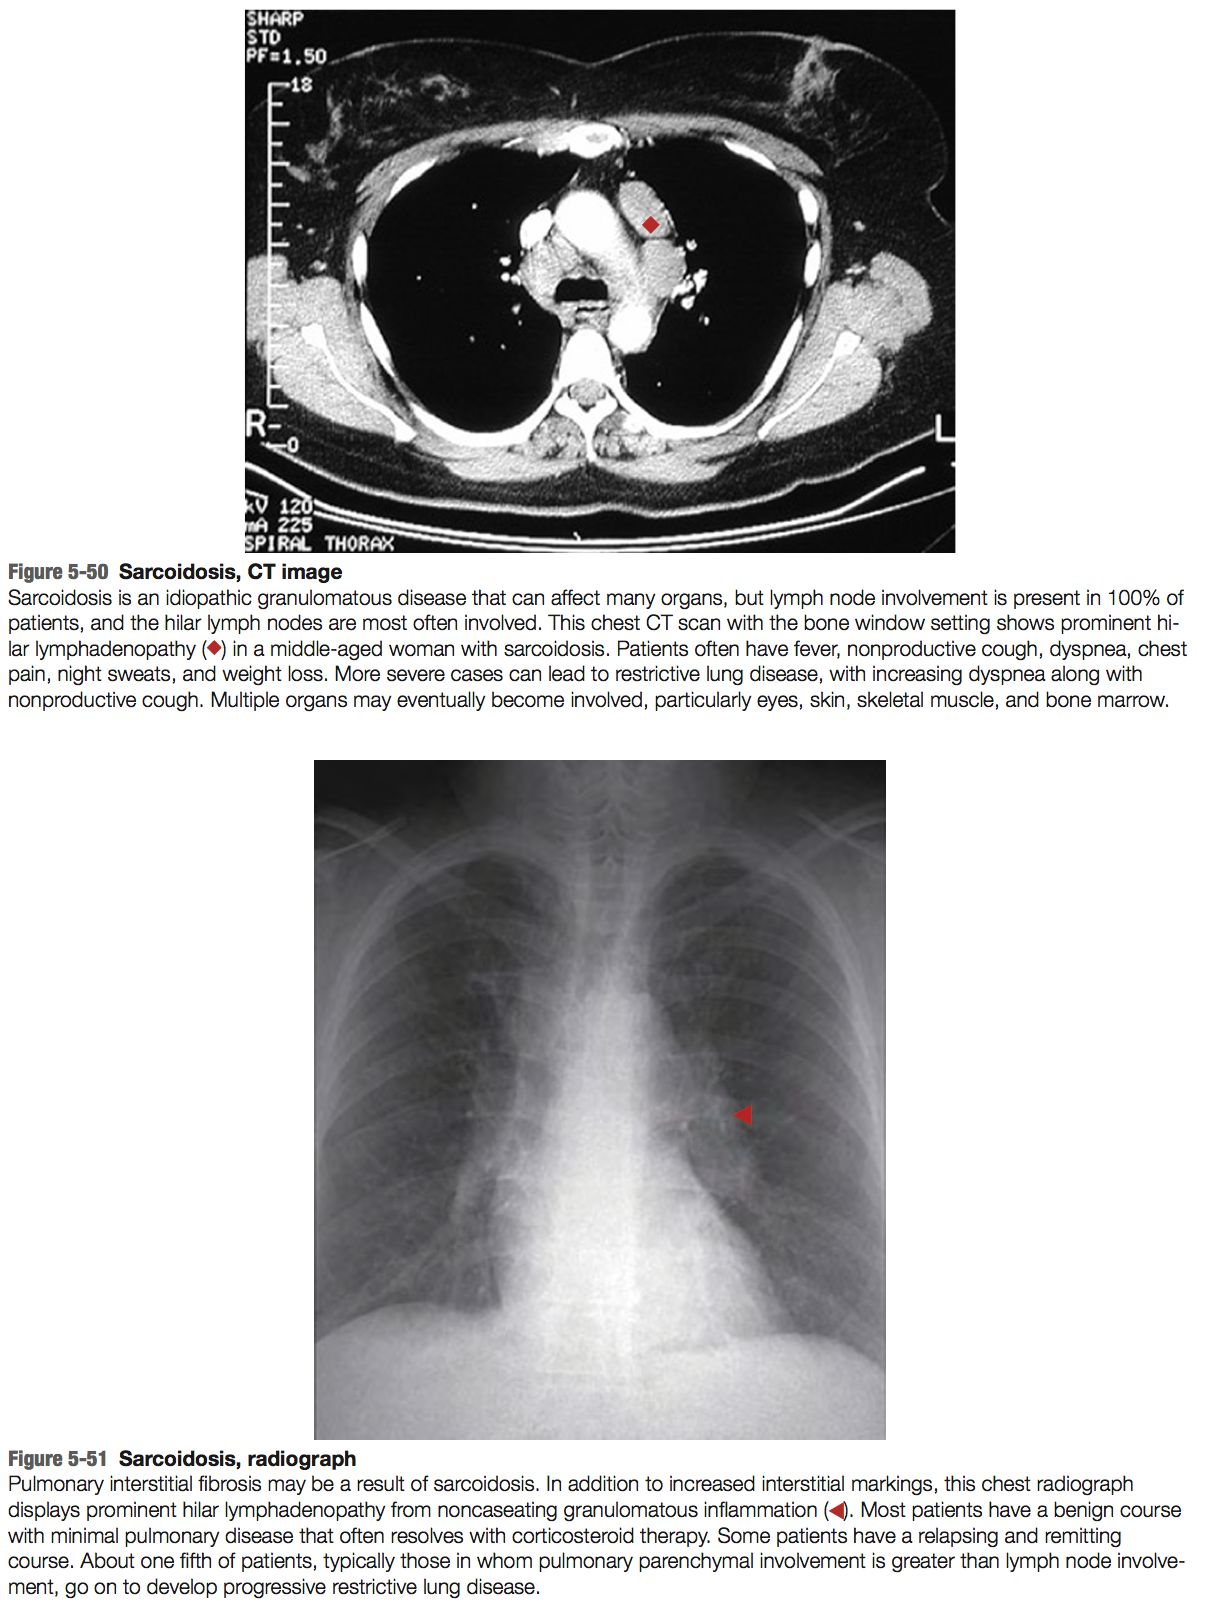 SHARP
STD
PF=1.50
18
R-
0
L
kV 120
mA 225
SPIRAL THORAX
Figure 5-50 Sarcoidosis, CT image
Sarcoidosis is an idiopathic granulomatous disease that can affect many organs, but lymph node involvement is present in 100% of
patients, and the hilar lymph nodes are most often involved. This chest CT scan with the bone window setting shows prominent hi-
lar lymphadenopathy (◆) in a middle-aged woman with sarcoidosis. Patients often have fever, nonproductive cough, dyspnea, chest
pain, night sweats, and weight loss. More severe cases can lead to restrictive lung disease, with increasing dyspnea along with
nonproductive cough. Multiple organs may eventually become involved, particularly eyes, skin, skeletal muscle, and bone marrow.
Figure 5-51 Sarcoidosis, radiograph
Pulmonary interstitial fibrosis may be a result of sarcoidosis. In addition to increased interstitial markings, this chest radiograph
displays prominent hilar lymphadenopathy from noncaseating granulomatous inflammation (◀). Most patients have a benign course
with minimal pulmonary disease that often resolves with corticosteroid therapy. Some patients have a relapsing and remitting
course. About one fifth of patients, typically those in whom pulmonary parenchymal involvement is greater than lymph node involve-
ment, go on to develop progressive restrictive lung disease.